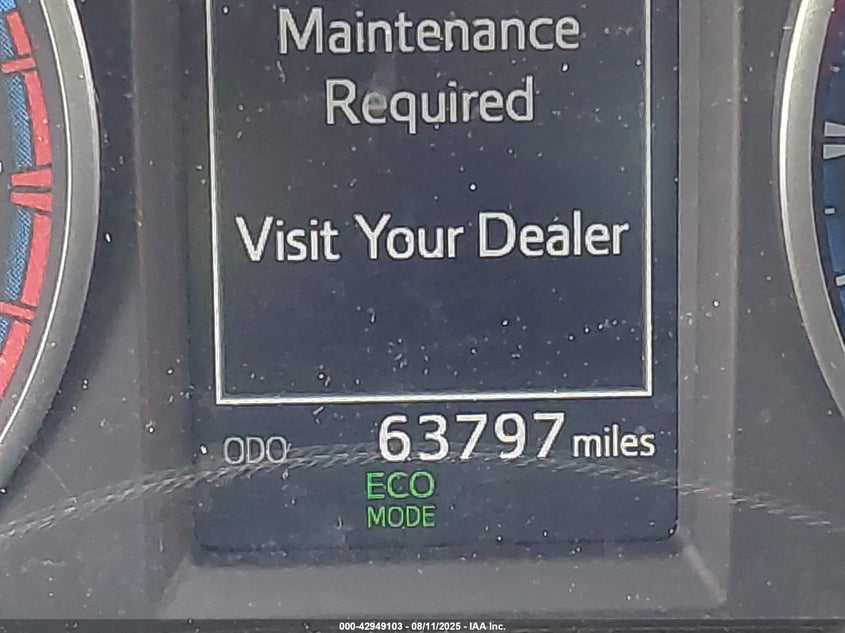 Maintenance
Required
Visit Your Dealer
ODO 63797 miles
ECO
MODE
000-42949103 - 08/11/2025 - IAA Inc.